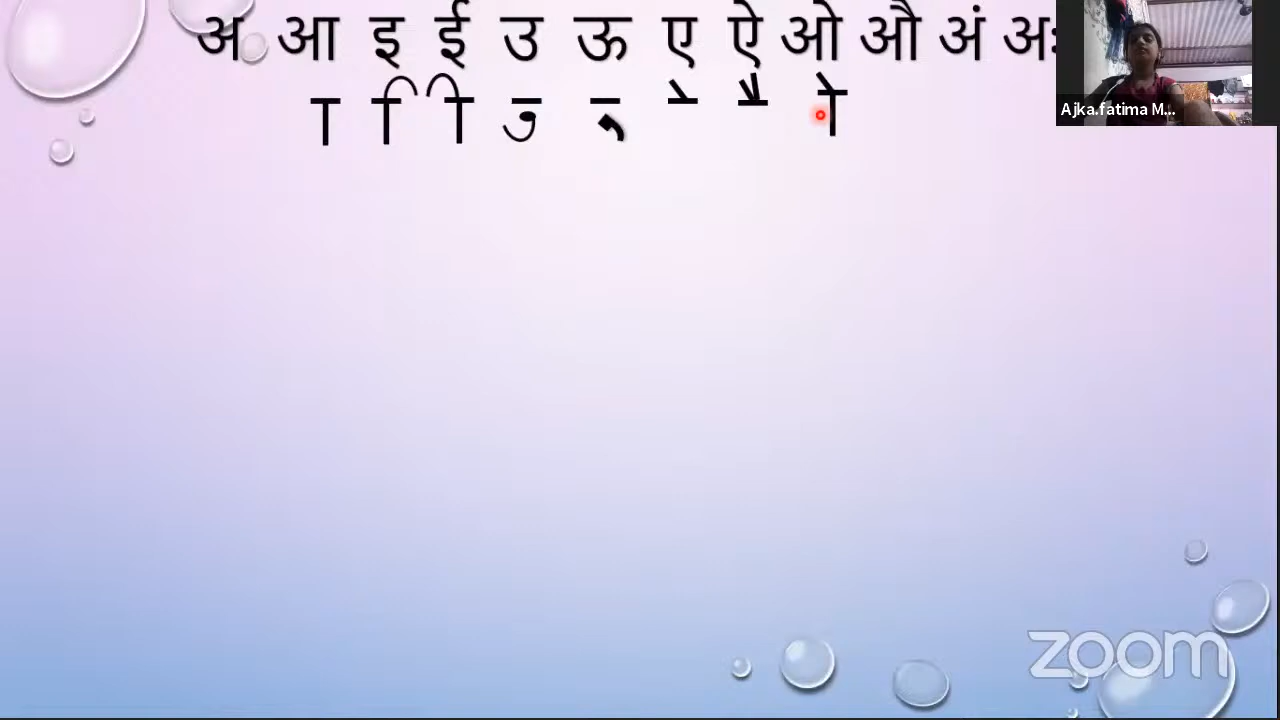 अ आ इ ई उ ऊ ए ऐ ओ औ अं अः
ा ि ी ु ू े ै ो
Ajka.fatima M...
zoom